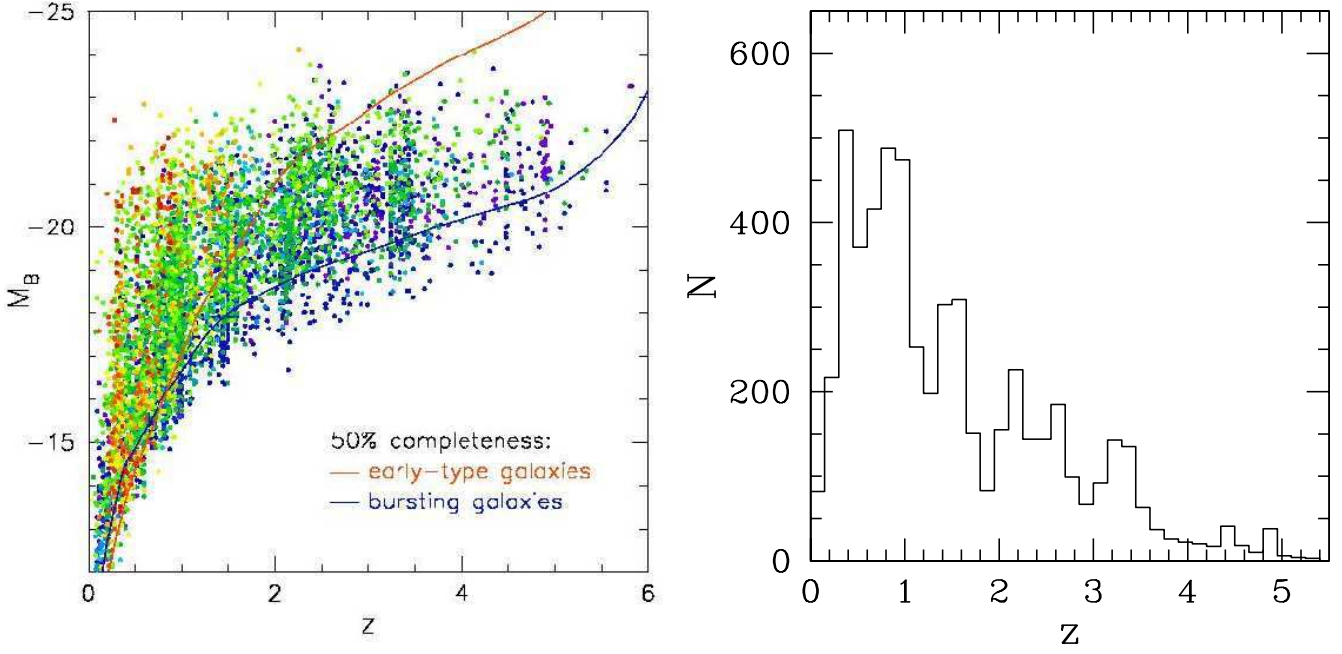 -25
-20
-15
M_B
50% completeness:
early-type galaxies
bursting galaxies
0 2 4 6
z
600
400
200
0
N
0 1 2 3 4 5
z